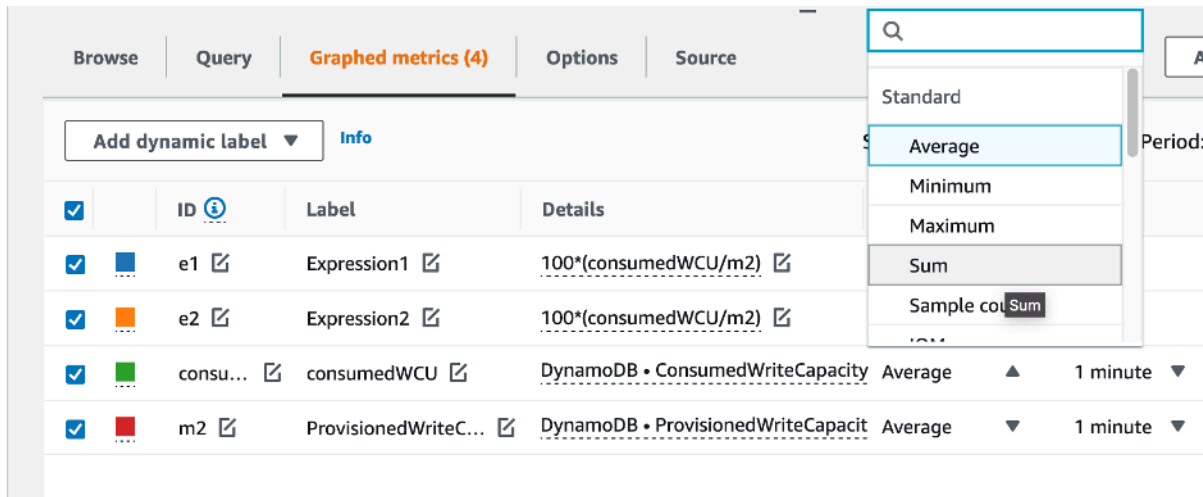 Browse Query Graphed metrics (4) Options Source
Standard
Add dynamic label Info Period:
Average
Minimum
ID Label Details
Maximum
e1 Expression1 100*(consumedWCU/m2) Sum
Sample cou Sum
e2 Expression2 100*(consumedWCU/m2)
consu... consumedWCU DynamoDB • ConsumedWriteCapacity Average 1 minute
m2 ProvisionedWriteC... DynamoDB • ProvisionedWriteCapacit Average 1 minute